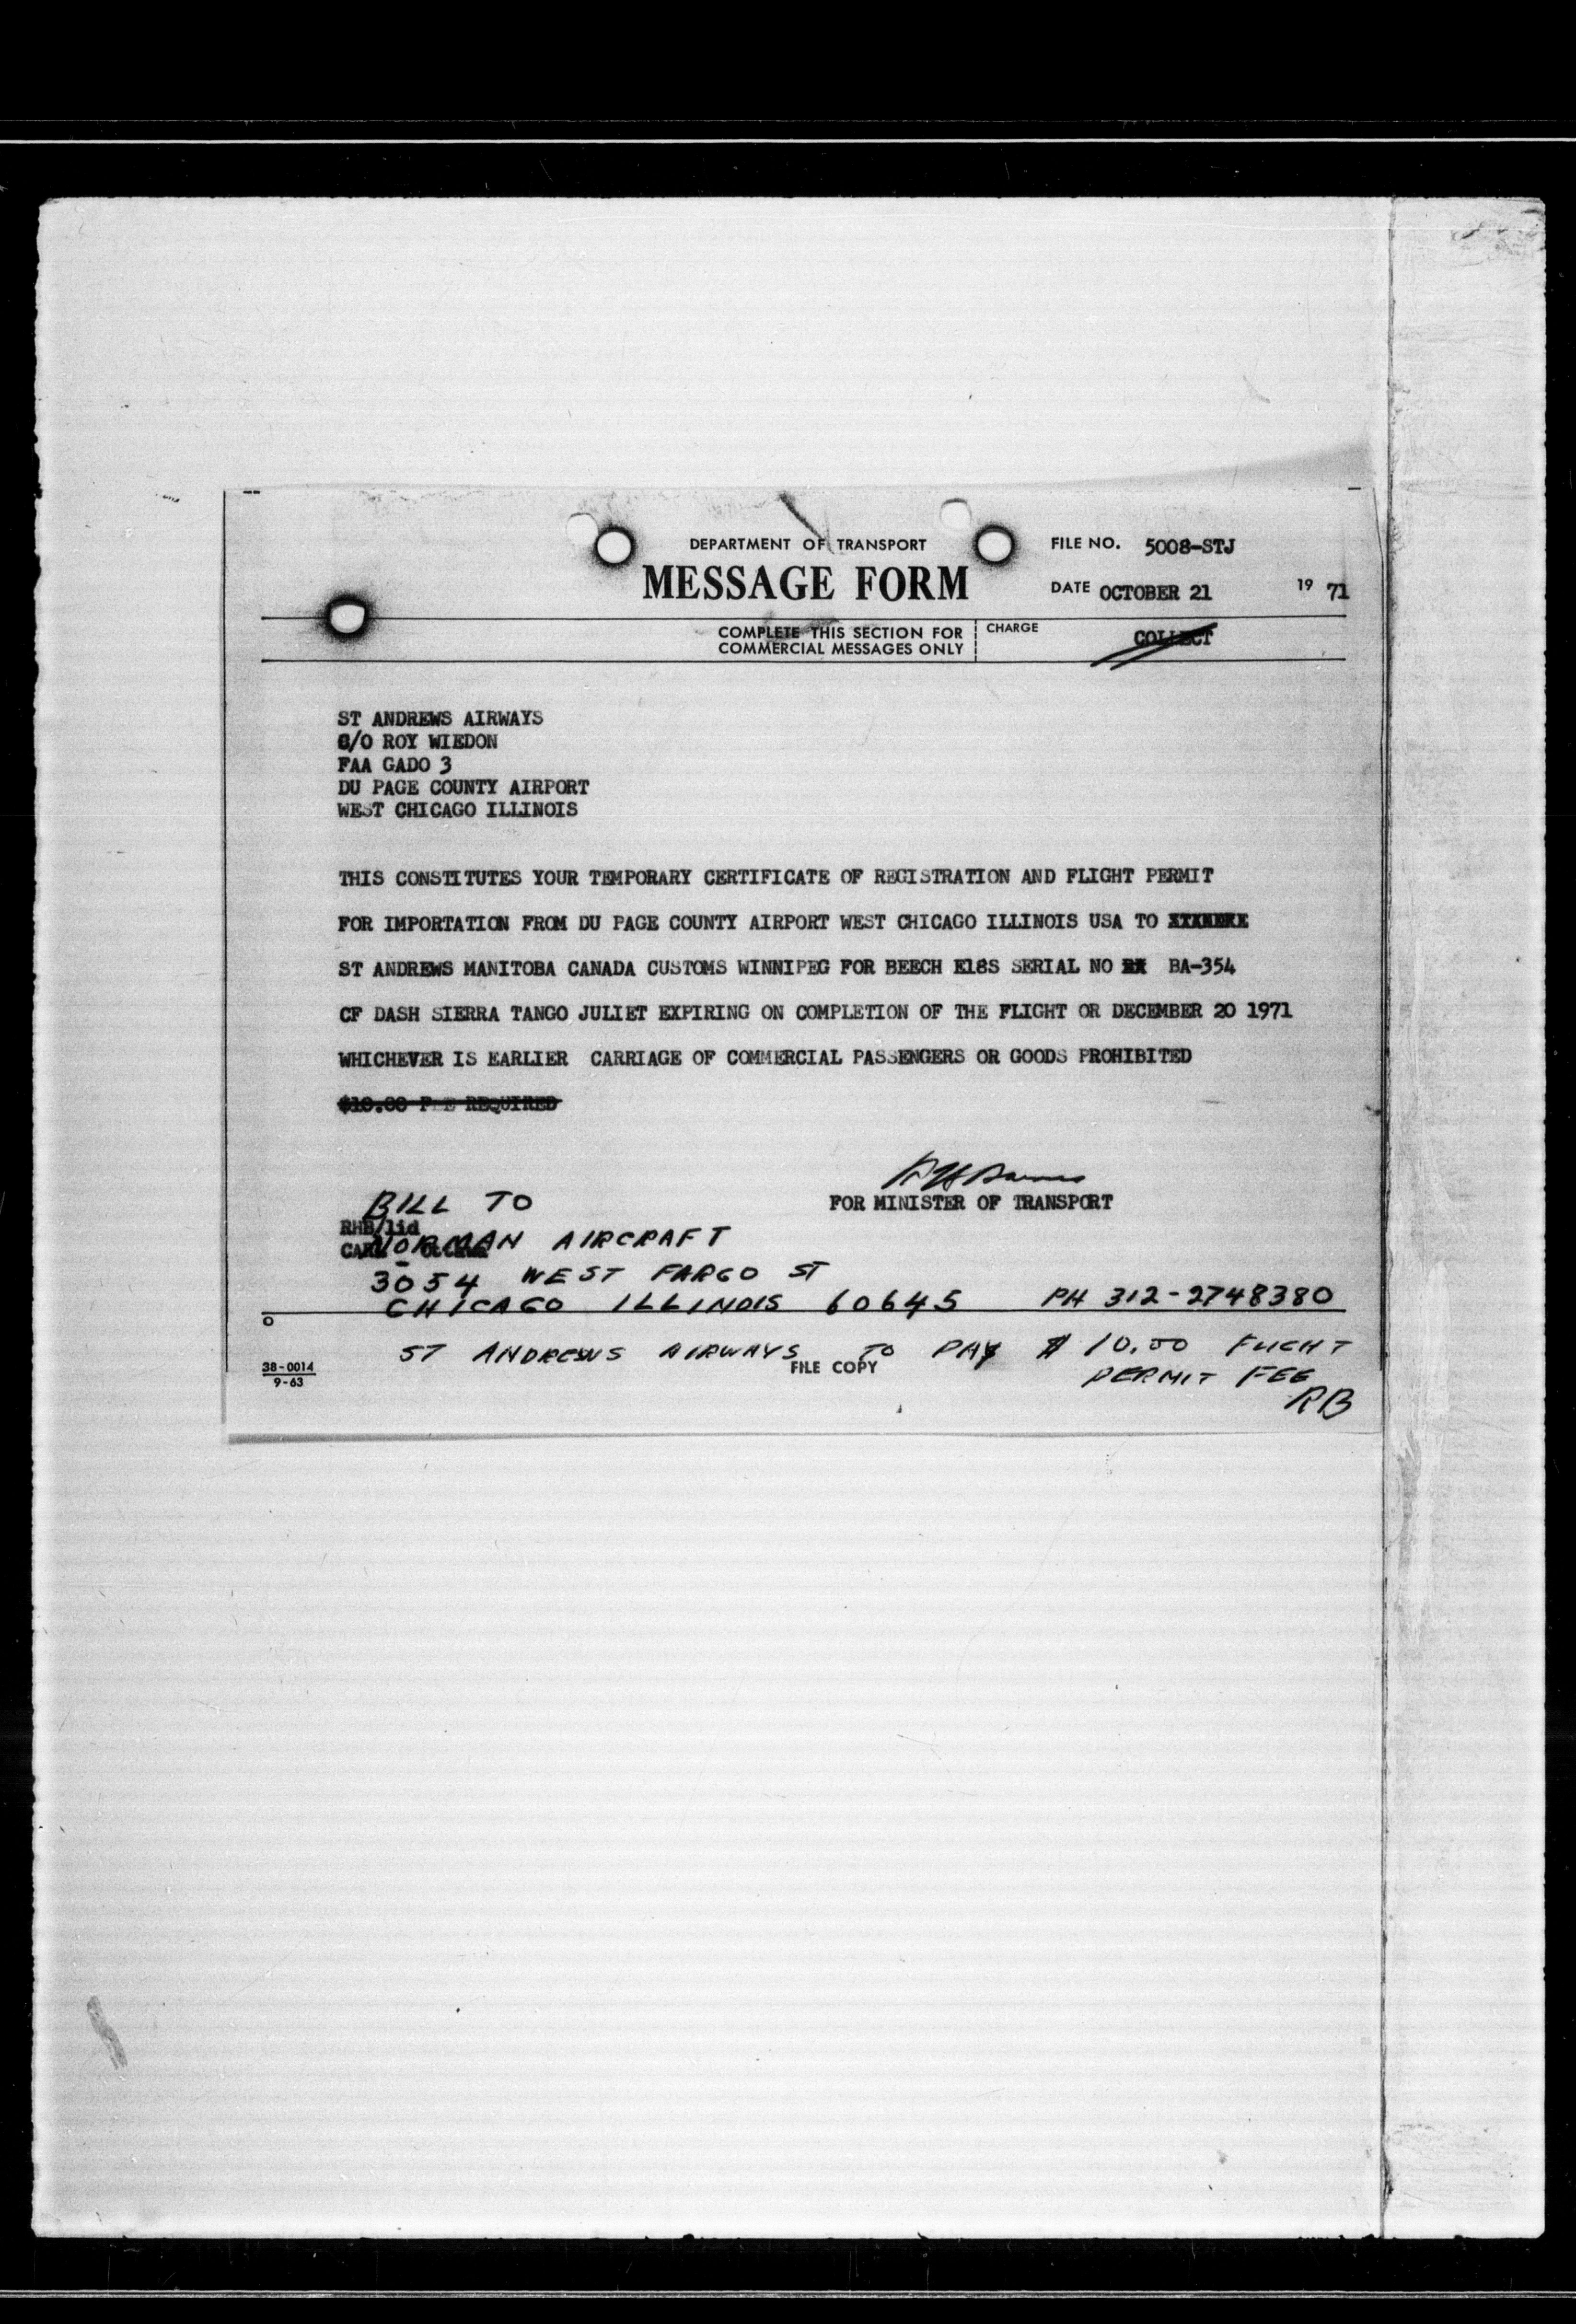 DEPARTMENT OF TRANSPORT
MESSAGE FORM
FILE NO. 5008-STJ
DATE OCTOBER 21 1971
COMPLETE THIS SECTION FOR
COMMERCIAL MESSAGES ONLY
CHARGE COLLECT
ST ANDREWS AIRWAYS
C/O ROY WIEDON
FAA GADO 3
DU PAGE COUNTY AIRPORT
WEST CHICAGO ILLINOIS
THIS CONSTITUTES YOUR TEMPORARY CERTIFICATE OF REGISTRATION AND FLIGHT PERMIT
FOR IMPORTATION FROM DU PAGE COUNTY AIRPORT WEST CHICAGO ILLINOIS USA TO
ST ANDREWS MANITOBA CANADA CUSTOMS WINNIPEG FOR BEECH E18S SERIAL NO BA-354
CF DASH SIERRA TANGO JULIET EXPIRING ON COMPLETION OF THE FLIGHT OR DECEMBER 20 1971
WHICHEVER IS EARLIER CARRIAGE OF COMMERCIAL PASSENGERS OR GOODS PROHIBITED
$10.00 FEE REQUIRED
FOR MINISTER OF TRANSPORT
BILL TO
RHB/lid
NORMAN AIRCRAFT
3054 WEST FARGO ST
CHICAGO ILLINOIS 60645 PH 312-2748380
ST ANDREWS AIRWAYS TO PAY $10.00 FLIGHT
PERMIT FEE
RB
FILE COPY
38-0014
9-63